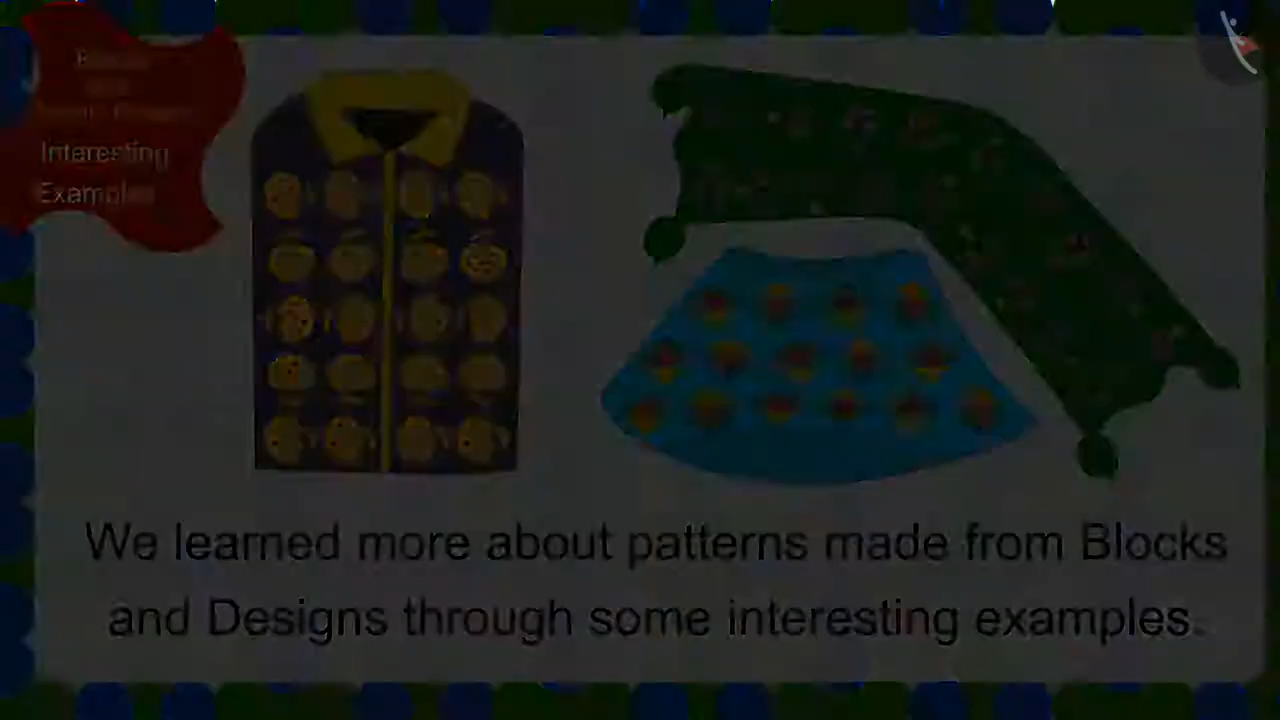 Interesting
Examples
We learned more about patterns made from Blocks
and Designs through some interesting examples.